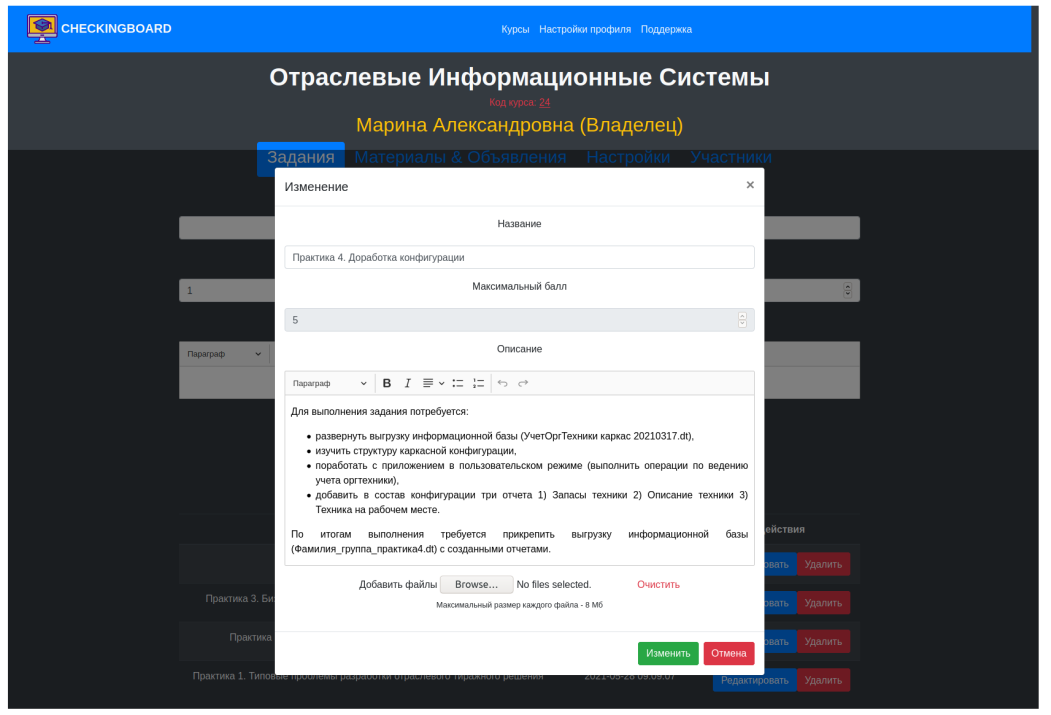 CHECKINGBOARD
Курсы Настройки профиля Поддержка
Отраслевые Информационные Системы
Код курса: 24
Марина Александровна (Владелец)
Задания Материалы & Объявления Настройки Участники
Изменение ×
Название
Практика 4. Доработка конфигурации
Максимальный балл
1
5
Описание
Параграф
Параграф B I
Для выполнения задания потребуется:
• развернуть выгрузку информационной базы (УчетОргТехники каркас 20210317.dt),
• изучить структуру каркасной конфигурации,
• поработать с приложением в пользовательском режиме (выполнить операции по ведению
учета оргтехники),
• добавить в состав конфигурации три отчета 1) Запасы техники 2) Описание техники 3)
Техника на рабочем месте.
По итогам выполнения требуется прикрепить выгрузку информационной базы
(Фамилия_группа_практика4.dt) с созданными отчетами.
Добавить файлы Browse... No files selected. Очистить
Максимальный размер каждого файла - 8 Мб
Удалить
Практика 3. Удалить
Практика Удалить
Изменить Отмена
Практика 1. Типовые проблемы разработки отраслевого тиражного решения 2021-05-28 09:09:07 Редактировать Удалить